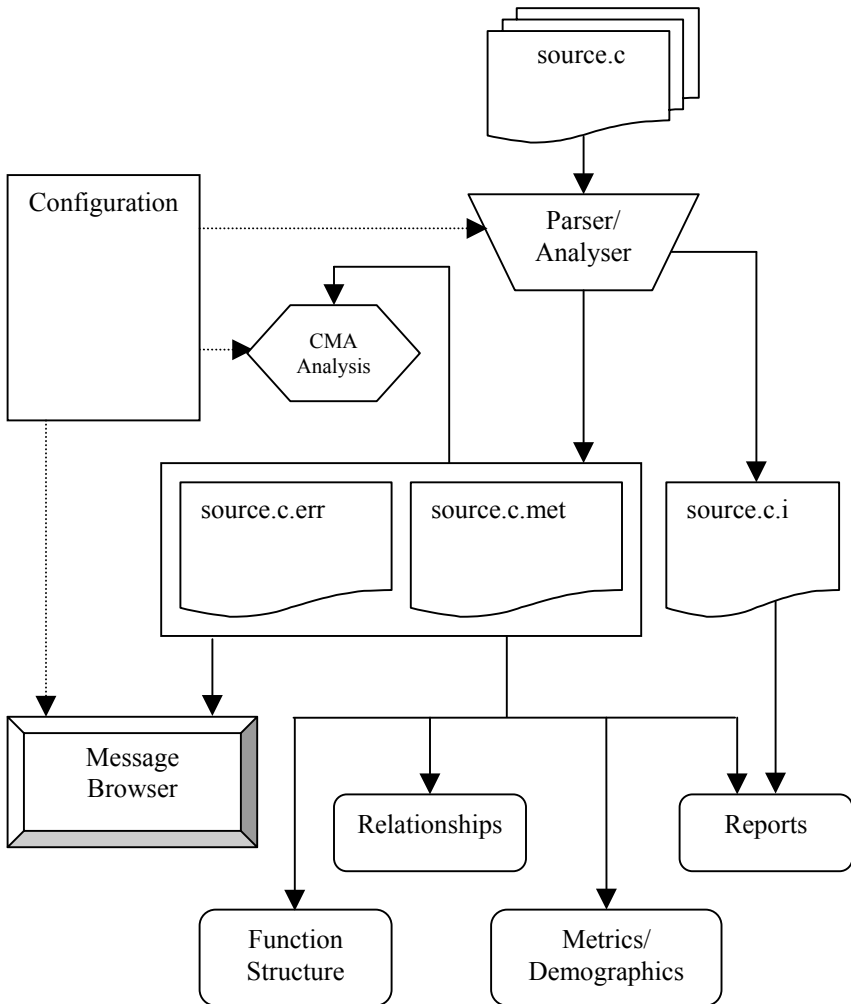 source.c
Configuration
Parser/
Analyser
CMA
Analysis
source.c.err
source.c.met
source.c.i
Message
Browser
Relationships
Reports
Function
Structure
Metrics/
Demographics